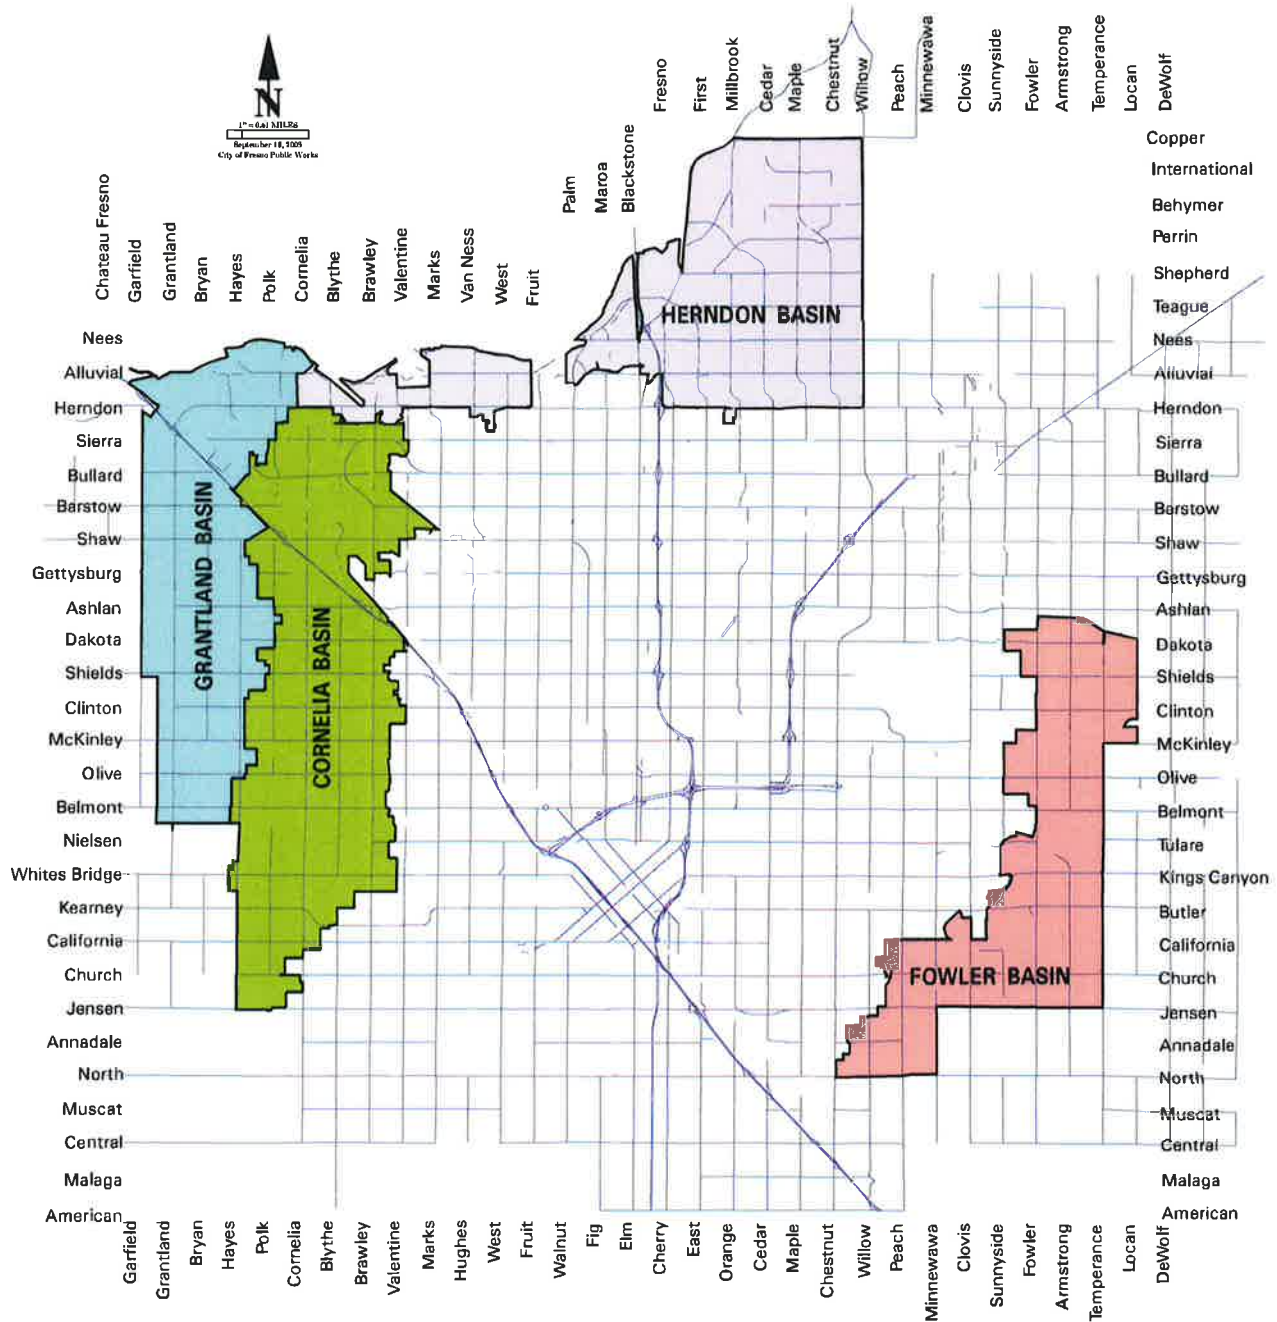 N
1" = 0.61 MILES
September 18, 2009
City of Fresno Public Works
Chateau Fresno
Garfield
Grantland
Bryan
Hayes
Polk
Cornelia
Blythe
Brawley
Valentine
Marks
Van Ness
West
Fruit
Palm
Maroa
Blackstone
Fresno
First
Millbrook
Cedar
Maple
Chestnut
Willow
Peach
Minnewawa
Clovis
Sunnyside
Fowler
Armstrong
Temperance
Locan
DeWolf
Copper
International
Behymer
Perrin
Shepherd
Teague
Nees
Alluvial
Herndon
Sierra
Bullard
Barstow
Shaw
Gettysburg
Ashlan
Dakota
Shields
Clinton
McKinley
Olive
Belmont
Tulare
Kings Canyon
Butler
California
Church
Jensen
Annadale
North
Muscat
Central
Malaga
American
Nees
Alluvial
Herndon
Sierra
Bullard
Barstow
Shaw
Gettysburg
Ashlan
Dakota
Shields
Clinton
McKinley
Olive
Belmont
Nielsen
Whites Bridge
Kearney
California
Church
Jensen
Annadale
North
Muscat
Central
Malaga
American
HERNDON BASIN
GRANTLAND BASIN
CORNELIA BASIN
FOWLER BASIN
Garfield
Grantland
Bryan
Hayes
Polk
Cornelia
Blythe
Brawley
Valentine
Marks
Hughes
West
Fruit
Walnut
Fig
Elm
Cherry
East
Orange
Cedar
Maple
Chestnut
Willow
Peach
Minnewawa
Clovis
Sunnyside
Fowler
Armstrong
Temperance
Locan
DeWolf